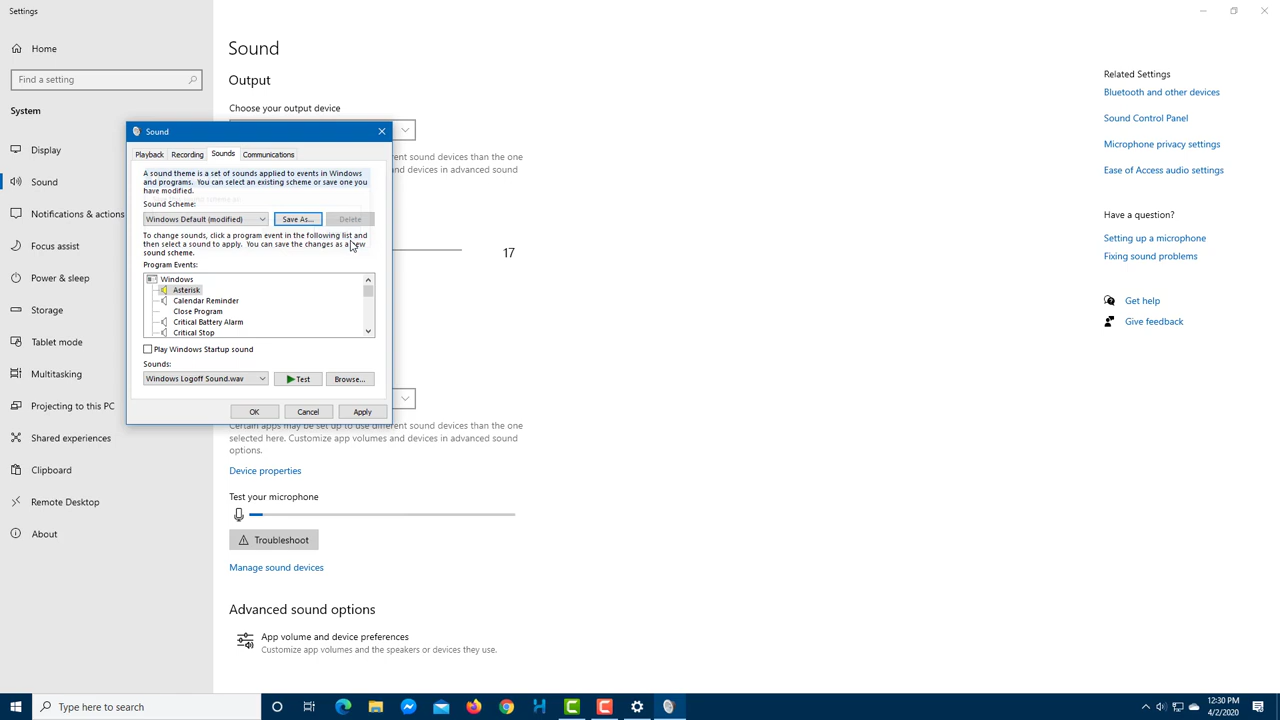 Settings
Home
Find a setting
System
Display
Sound
Notifications & actions
Focus assist
Power & sleep
Storage
Tablet mode
Multitasking
Projecting to this PC
Shared experiences
Clipboard
Remote Desktop
About
Sound
Output
Choose your output device
ent sound devices than the one
d devices in advanced sound
17
Sound
Playback
Recording
Sounds
Communications
A sound theme is a set of sounds applied to events in Windows
and programs. You can select an existing scheme or save one you
have modified.
Sound Scheme:
Windows Default (modified)
Save As...
Delete
To change sounds, click a program event in the following list and
then select a sound to apply. You can save the changes as a new
sound scheme.
Program Events:
Windows
Asterisk
Calendar Reminder
Close Program
Critical Battery Alarm
Critical Stop
Play Windows Startup sound
Sounds:
Windows Logoff Sound.wav
Test
Browse...
OK
Cancel
Apply
Certain apps may be set up to use different sound devices than the one
selected here. Customize app volumes and devices in advanced sound
options.
Device properties
Test your microphone
Troubleshoot
Manage sound devices
Advanced sound options
App volume and device preferences
Customize app volumes and the speakers or devices they use.
Related Settings
Bluetooth and other devices
Sound Control Panel
Microphone privacy settings
Ease of Access audio settings
Have a question?
Setting up a microphone
Fixing sound problems
Get help
Give feedback
Type here to search
12:30 PM
4/2/2020